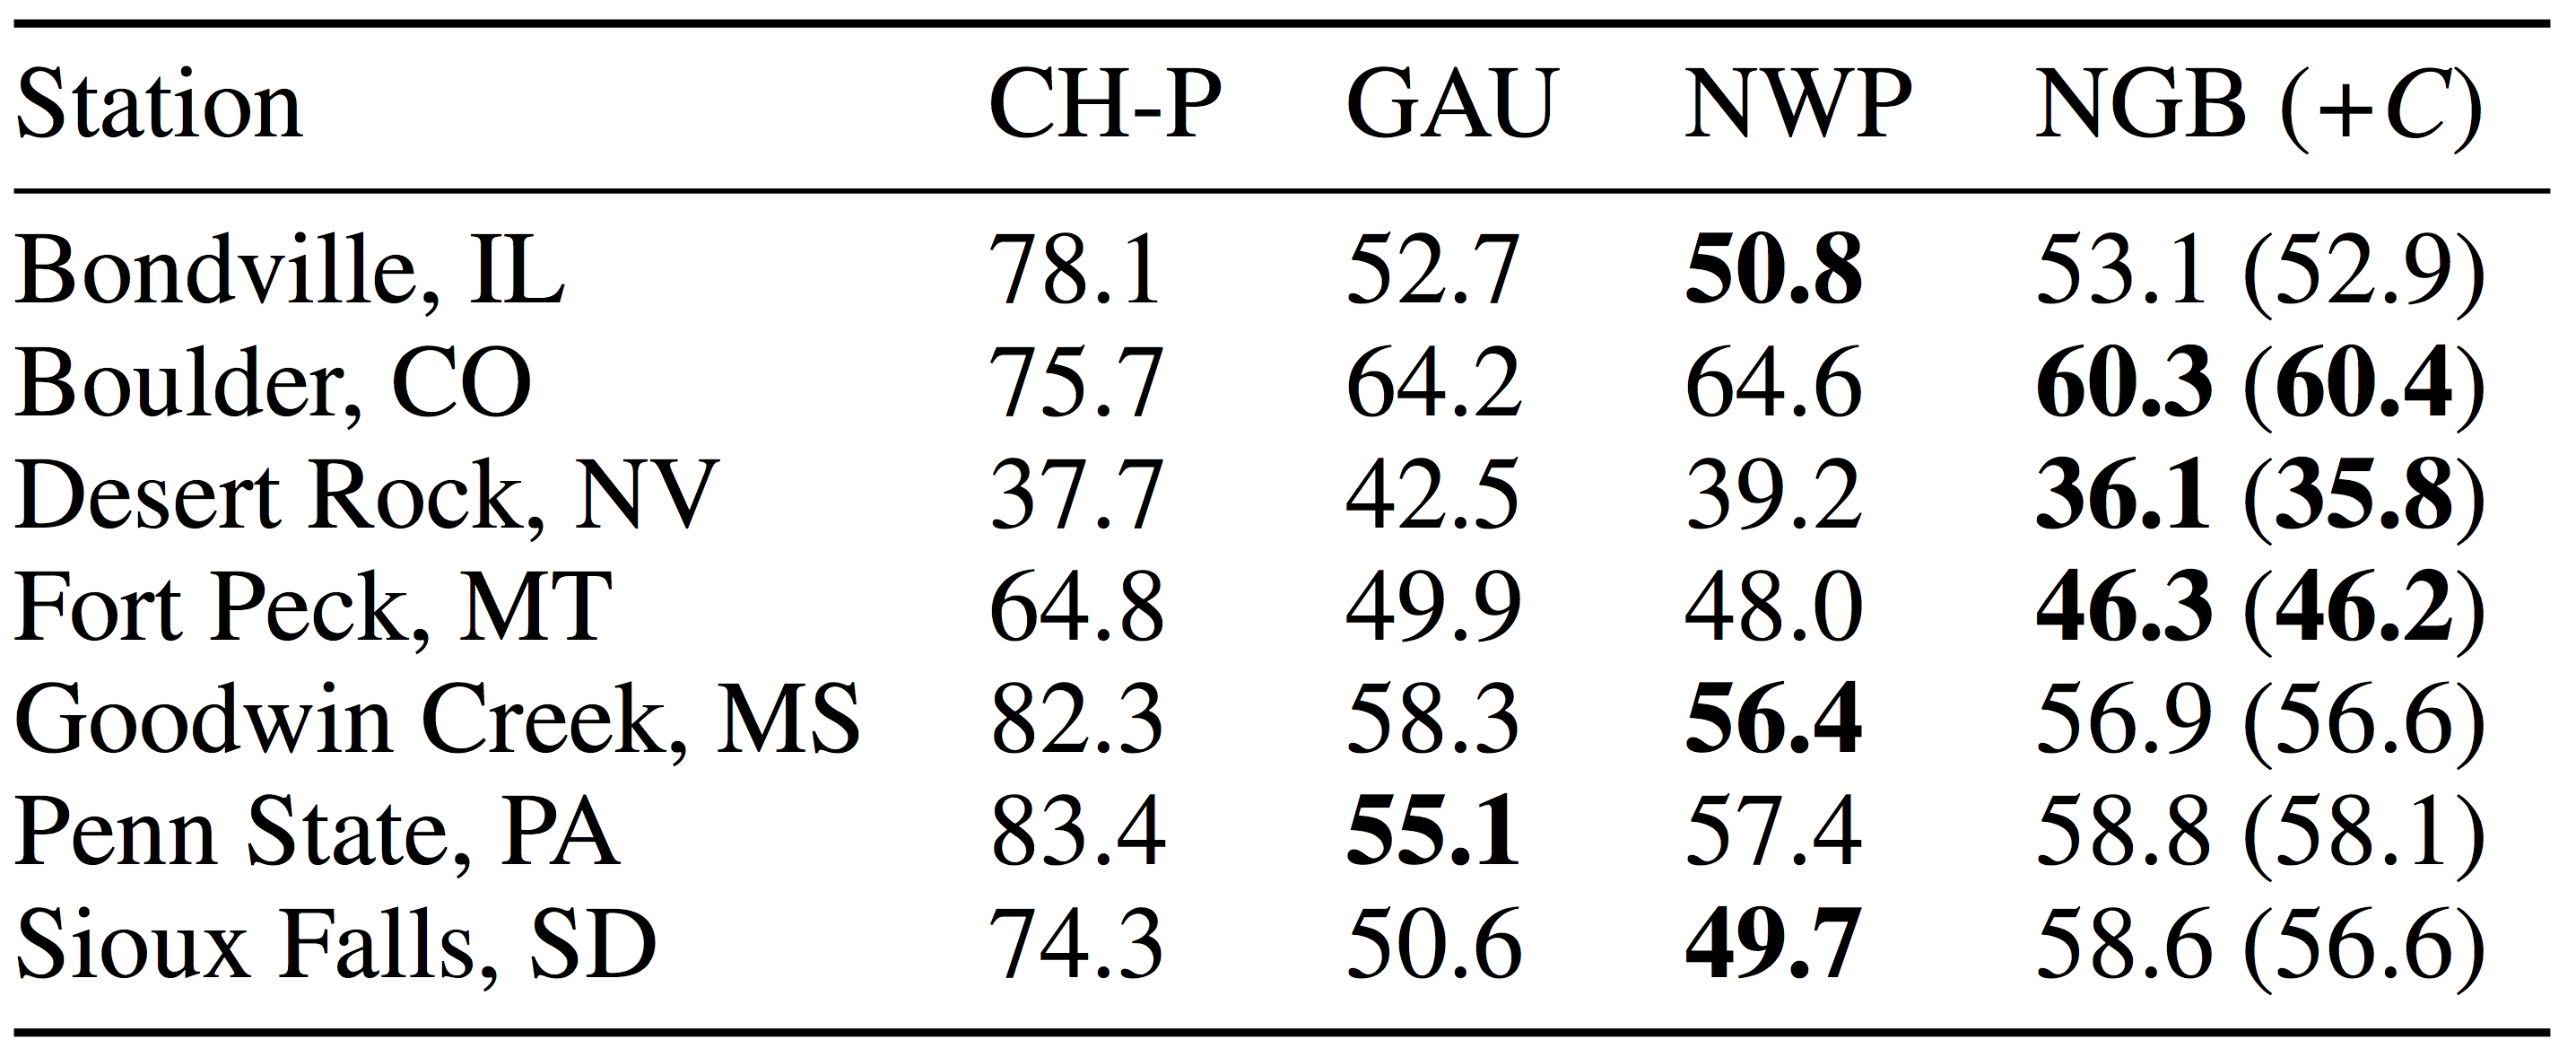 Station CH-P GAU NWP NGB (+C)
Bondville, IL 78.1 52.7 50.8 53.1 (52.9)
Boulder, CO 75.7 64.2 64.6 60.3 (60.4)
Desert Rock, NV 37.7 42.5 39.2 36.1 (35.8)
Fort Peck, MT 64.8 49.9 48.0 46.3 (46.2)
Goodwin Creek, MS 82.3 58.3 56.4 56.9 (56.6)
Penn State, PA 83.4 55.1 57.4 58.8 (58.1)
Sioux Falls, SD 74.3 50.6 49.7 58.6 (56.6)